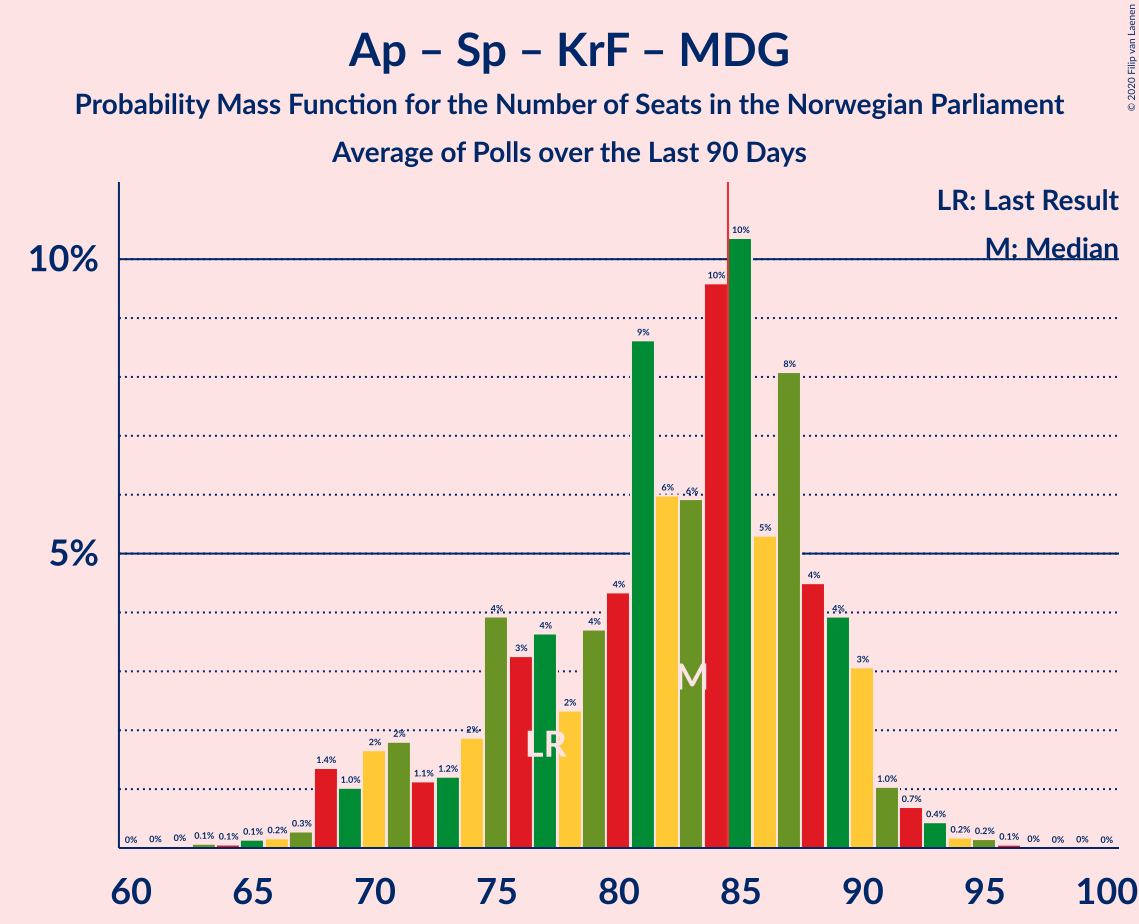 Ap – Sp – KrF – MDG
Probability Mass Function for the Number of Seats in the Norwegian Parliament
Average of Polls over the Last 90 Days
© 2020 Filip van Laenen
LR: Last Result
M: Median
10%
5%
0% 0% 0% 0.1% 0.1% 0.1% 0.2% 0.3% 1.4% 1.0% 2% 2% 1.1% 1.2% 2% 4% 3% 4% 2% 4% 4% 9% 6% 6% 10% 10% 5% 8% 4% 4% 3% 1.0% 0.7% 0.4% 0.2% 0.2% 0.1% 0% 0% 0% 0%
M
LR
60 65 70 75 80 85 90 95 100